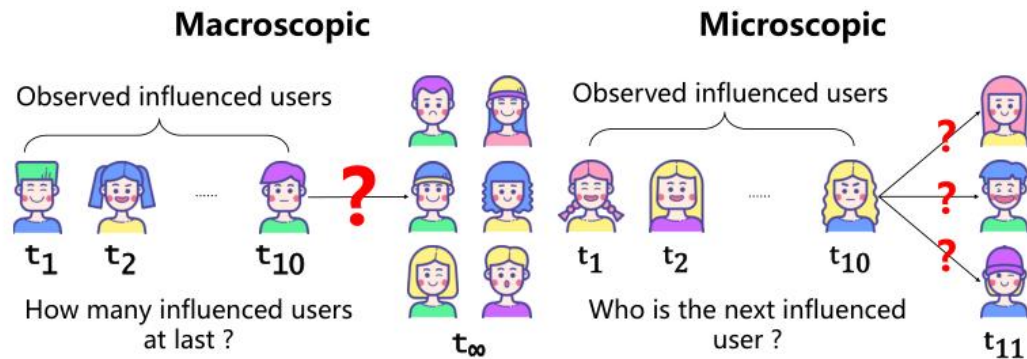 Macroscopic
Observed influenced users
......
?
t1
t2
t10
How many influenced users
at last ?
t∞
Microscopic
Observed influenced users
......
?
?
?
t1
t2
t10
Who is the next influenced
user ?
t11